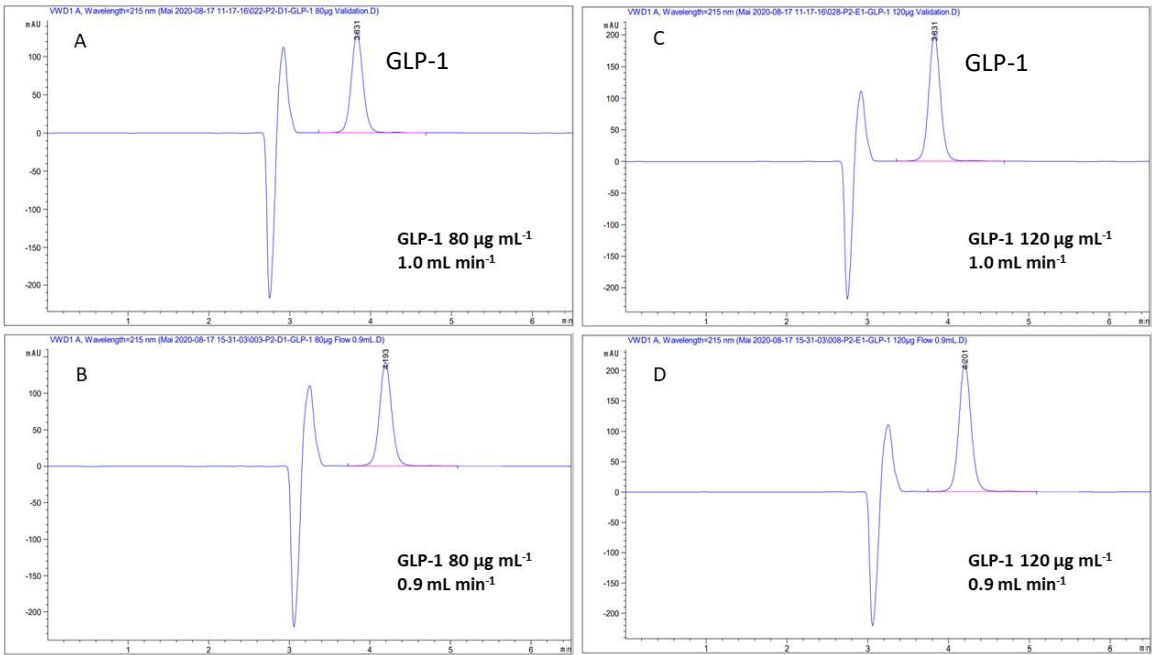 VWD1 A, Wavelength=215 nm (Mai 2020-08-17 11-17-16\022-P2-D1-GLP-1 80µg Validation.D)
mAU
A
3.831
GLP-1
100
50
0
-50
-100
-150
-200
GLP-1 80 µg mL-1
1.0 mL min-1
1 2 3 4 5 6 min
VWD1 A, Wavelength=215 nm (Mai 2020-08-17 11-17-16\028-P2-E1-GLP-1 120µg Validation.D)
mAU
C
3.831
GLP-1
200
150
100
50
0
-50
-100
-150
-200
GLP-1 120 µg mL-1
1.0 mL min-1
1 2 3 4 5 6 min
VWD1 A, Wavelength=215 nm (Mai 2020-08-17 15-31-03\003-P2-D1-GLP-1 80µg Flow 0.9mL.D)
mAU
B
4.193
100
50
0
-50
-100
-150
-200
GLP-1 80 µg mL-1
0.9 mL min-1
1 2 3 4 5 6 min
VWD1 A, Wavelength=215 nm (Mai 2020-08-17 15-31-03\008-P2-E1-GLP-1 120µg Flow 0.9mL.D)
mAU
D
4.201
200
150
100
50
0
-50
-100
-150
-200
GLP-1 120 µg mL-1
0.9 mL min-1
1 2 3 4 5 6 min